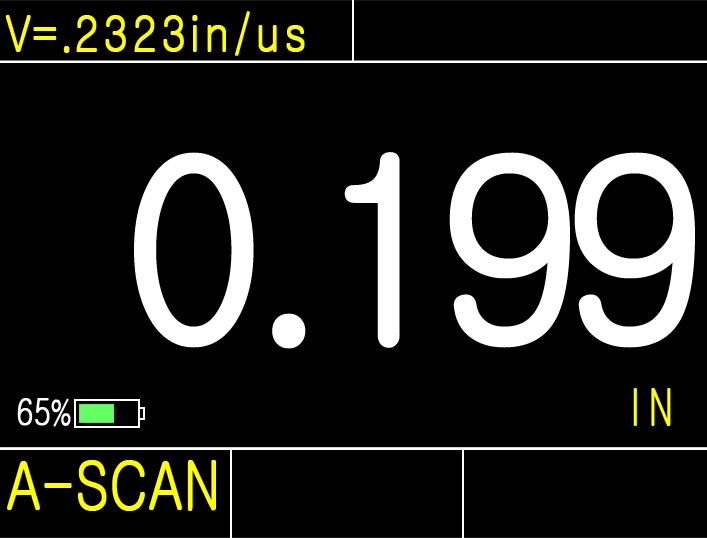 V=.2323in/us
0.199
65%
IN
A-SCAN